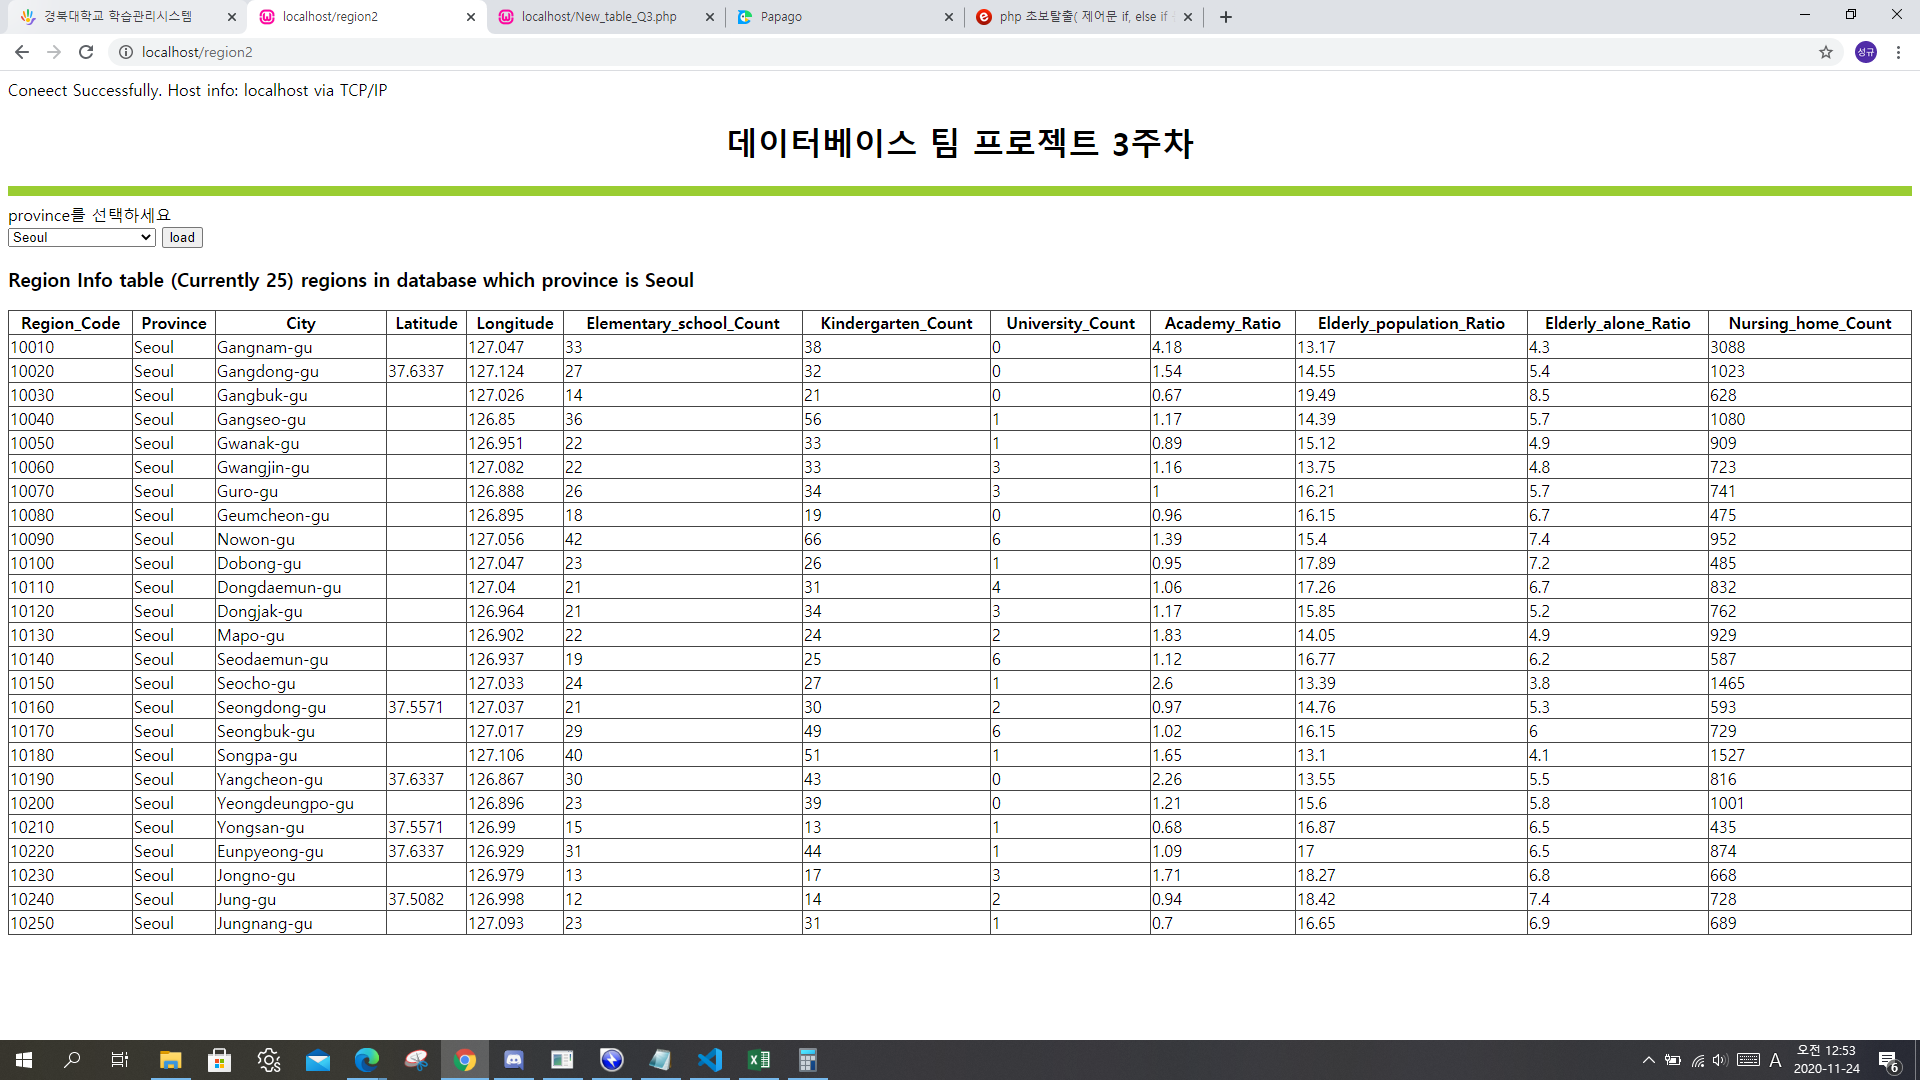 경북대학교 학습관리시스템
localhost/region2
localhost/New_table_Q3.php
Papago
php 초보탈출( 제어문 if, else if
localhost/region2
성규
Coneect Successfully. Host info: localhost via TCP/IP
데이터베이스 팀 프로젝트 3주차
province를 선택하세요
Seoul load
Region Info table (Currently 25) regions in database which province is Seoul
Region_Code Province City Latitude Longitude Elementary_school_Count Kindergarten_Count University_Count Academy_Ratio Elderly_population_Ratio Elderly_alone_Ratio Nursing_home_Count
10010 Seoul Gangnam-gu 127.047 33 38 0 4.18 13.17 4.3 3088
10020 Seoul Gangdong-gu 37.6337 127.124 27 32 0 1.54 14.55 5.4 1023
10030 Seoul Gangbuk-gu 127.026 14 21 0 0.67 19.49 8.5 628
10040 Seoul Gangseo-gu 126.85 36 56 1 1.17 14.39 5.7 1080
10050 Seoul Gwanak-gu 126.951 22 33 1 0.89 15.12 4.9 909
10060 Seoul Gwangjin-gu 127.082 22 33 3 1.16 13.75 4.8 723
10070 Seoul Guro-gu 126.888 26 34 3 1 16.21 5.7 741
10080 Seoul Geumcheon-gu 126.895 18 19 0 0.96 16.15 6.7 475
10090 Seoul Nowon-gu 127.056 42 66 6 1.39 15.4 7.4 952
10100 Seoul Dobong-gu 127.047 23 26 1 0.95 17.89 7.2 485
10110 Seoul Dongdaemun-gu 127.04 21 31 4 1.06 17.26 6.7 832
10120 Seoul Dongjak-gu 126.964 21 34 3 1.17 15.85 5.2 762
10130 Seoul Mapo-gu 126.902 22 24 2 1.83 14.05 4.9 929
10140 Seoul Seodaemun-gu 126.937 19 25 6 1.12 16.77 6.2 587
10150 Seoul Seocho-gu 127.033 24 27 1 2.6 13.39 3.8 1465
10160 Seoul Seongdong-gu 37.5571 127.037 21 30 2 0.97 14.76 5.3 593
10170 Seoul Seongbuk-gu 127.017 29 49 6 1.02 16.15 6 729
10180 Seoul Songpa-gu 127.106 40 51 1 1.65 13.1 4.1 1527
10190 Seoul Yangcheon-gu 37.6337 126.867 30 43 0 2.26 13.55 5.5 816
10200 Seoul Yeongdeungpo-gu 126.896 23 39 0 1.21 15.6 5.8 1001
10210 Seoul Yongsan-gu 37.5571 126.99 15 13 1 0.68 16.87 6.5 435
10220 Seoul Eunpyeong-gu 37.6337 126.929 31 44 1 1.09 17 6.5 874
10230 Seoul Jongno-gu 126.979 13 17 3 1.71 18.27 6.8 668
10240 Seoul Jung-gu 37.5082 126.998 12 14 2 0.94 18.42 7.4 728
10250 Seoul Jungnang-gu 127.093 23 31 1 0.7 16.65 6.9 689
A 오전 12:53
2020-11-24
6